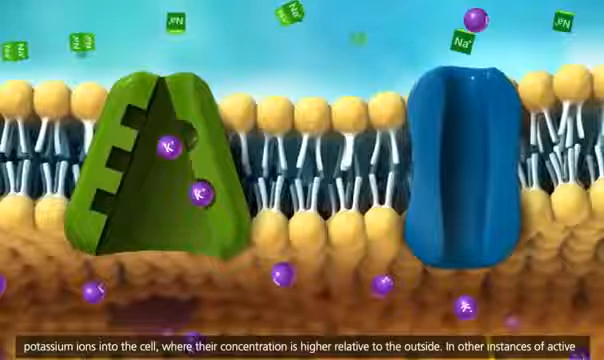 Na⁺
Na⁺
Na⁺
Na⁺
Na⁺
K⁺
K⁺
potassium ions into the cell, where their concentration is higher relative to the outside. In other instances of active